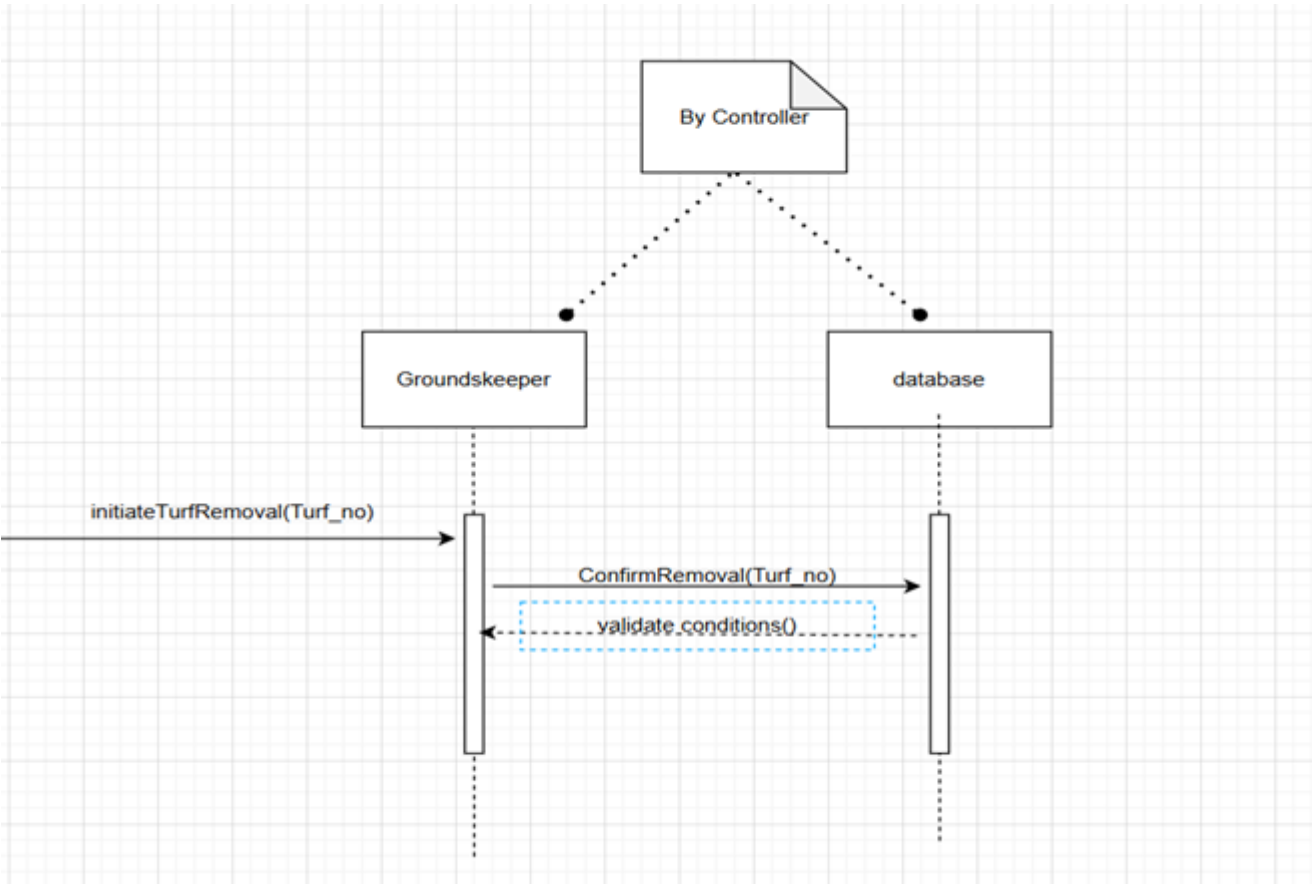 By Controller
Groundskeeper
database
initiateTurfRemoval(Turf_no)
ConfirmRemoval(Turf_no)
validate conditions()